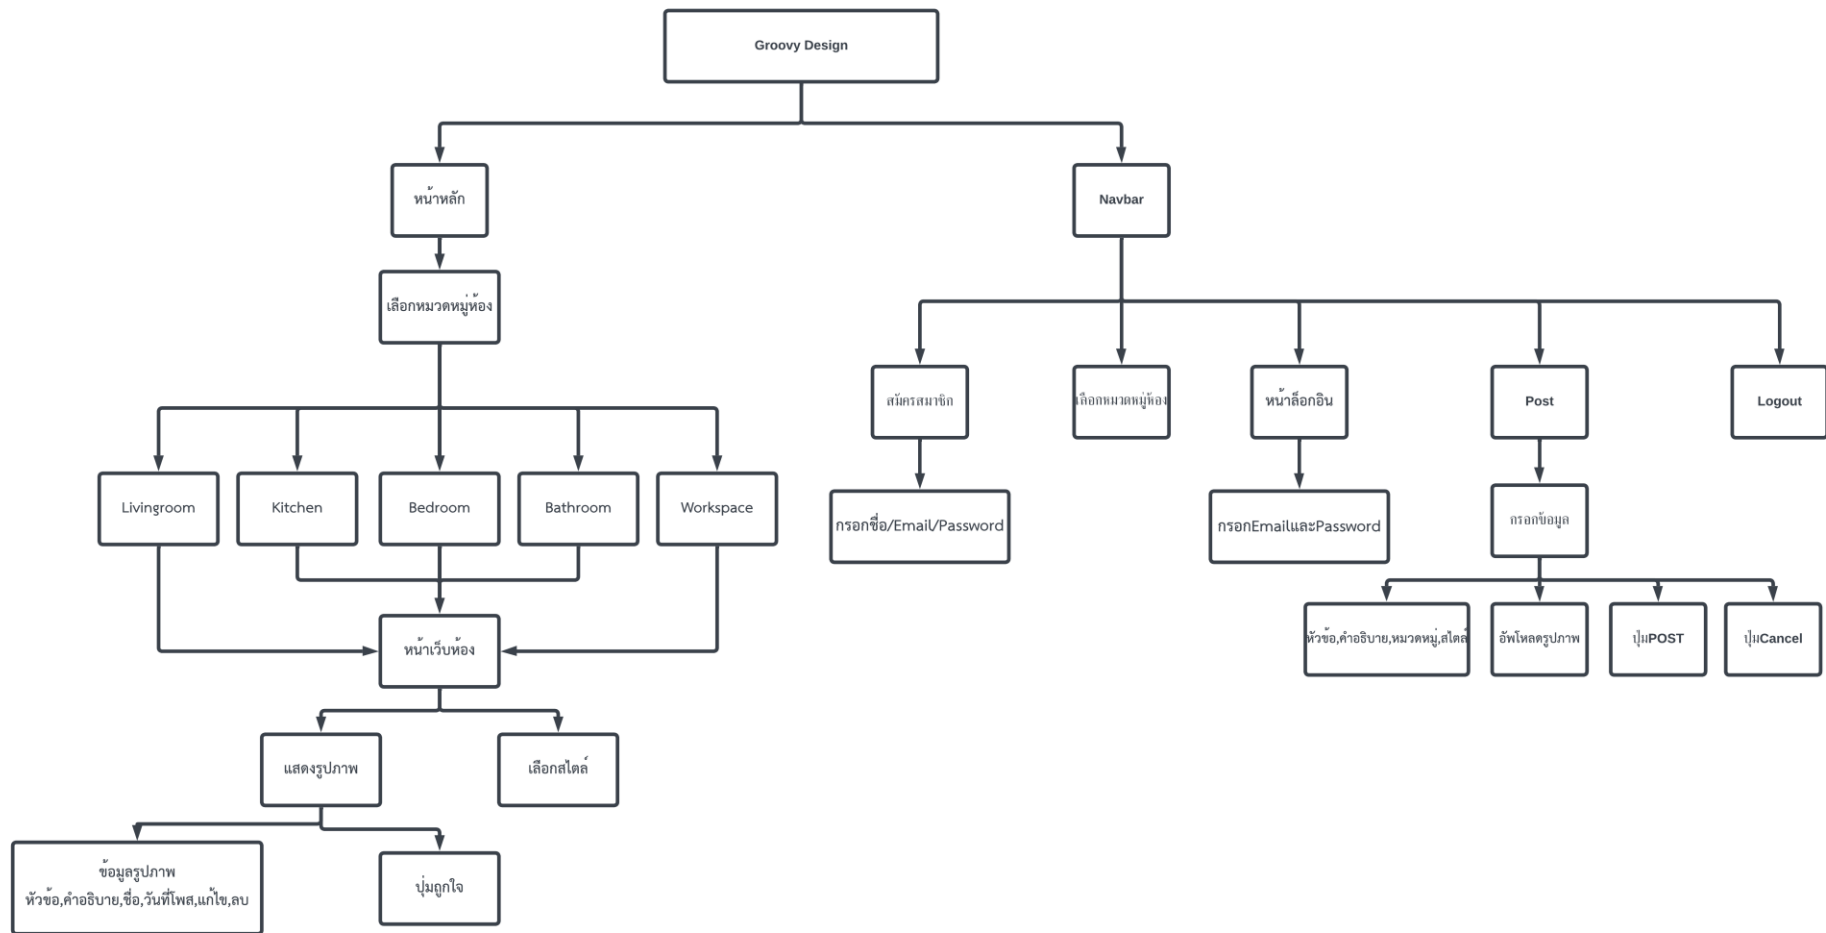 Groovy Design
หน้าหลัก
Navbar
เลือกหมวดหมู่ห้อง
สมัครสมาชิก
เลือกหมวดหมู่ห้อง
หน้าล็อกอิน
Post
Logout
Livingroom
Kitchen
Bedroom
Bathroom
Workspace
กรอกชื่อ/Email/Password
กรอกEmailและPassword
กรอกข้อมูล
หน้าเว็บห้อง
หัวข้อ,คำอธิบาย,หมวดหมู่,สไตล์
อัพโหลดรูปภาพ
ปุ่มPOST
ปุ่มCancel
แสดงรูปภาพ
เลือกสไตล์
ข้อมูลรูปภาพ
หัวข้อ,คำอธิบาย,ชื่อ,วันที่โพส,แก้ไข,ลบ
ปุ่มถูกใจ